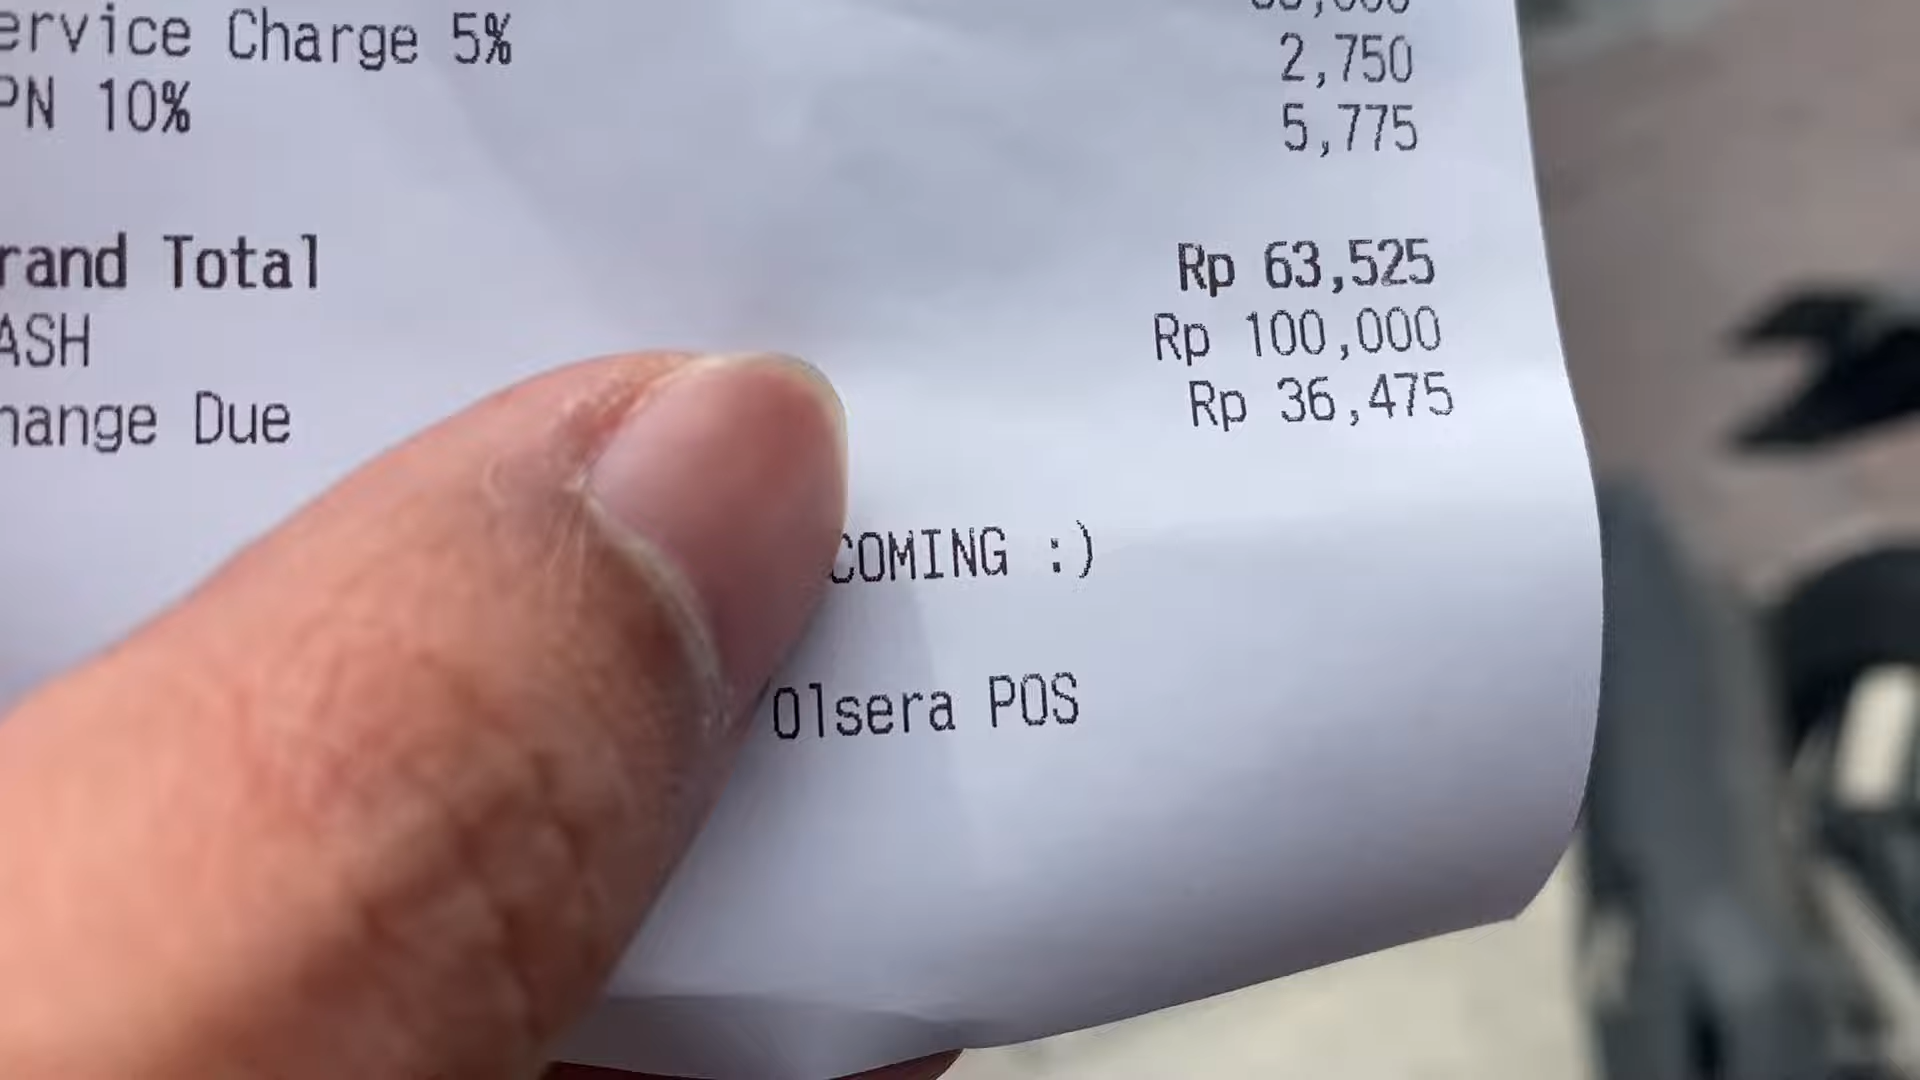 ervice Charge 5% 2,750
PN 10% 5,775
rand Total Rp 63,525
ASH Rp 100,000
hange Due Rp 36,475
COMING :)
Olsera POS